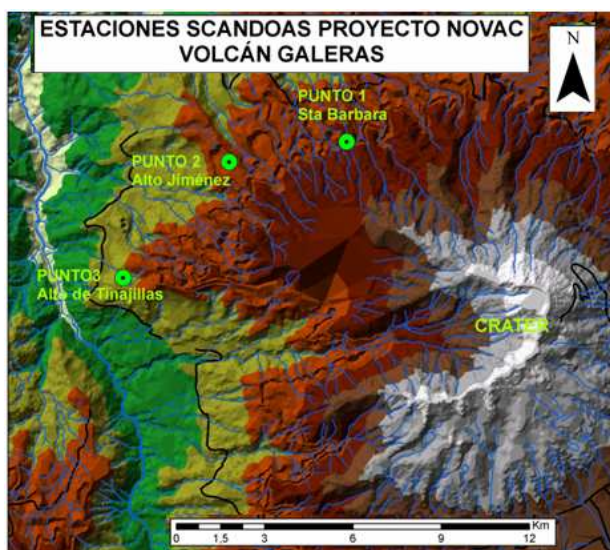 ESTACIONES SCANDOAS PROYECTO NOVAC
VOLCÁN GALERAS
N
PUNTO 1
Sta Barbara
PUNTO 2
Alto Jiménez
PUNTO3
Alto de Tinajillas
CRATER
Km
0 1,5 3 6 9 12